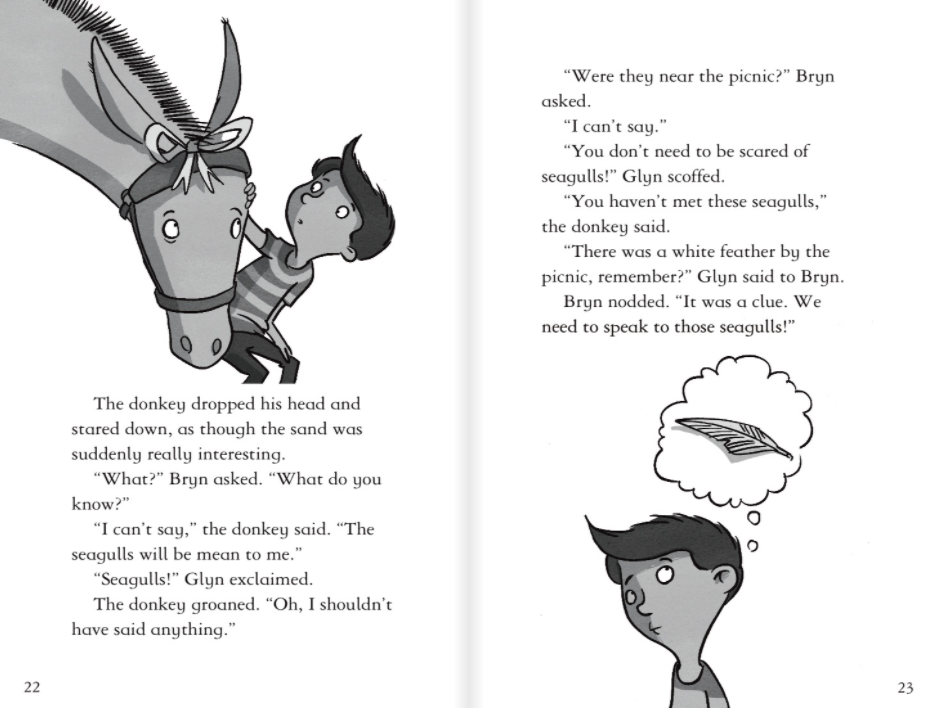 The donkey dropped his head and
stared down, as though the sand was
suddenly really interesting.
“What?” Bryn asked. “What do you
know?”
“I can't say,” the donkey said. “The
seagulls will be mean to me.”
“Seagulls!” Glyn exclaimed.
The donkey groaned. “Oh, I shouldn't
have said anything.”
22
“Were they near the picnic?” Bryn
asked.
“I can't say.”
“You don't need to be scared of
seagulls!” Glyn scoffed.
“You haven't met these seagulls,”
the donkey said.
“There was a white feather by the
picnic, remember?” Glyn said to Bryn.
Bryn nodded. “It was a clue. We
need to speak to those seagulls!”
23